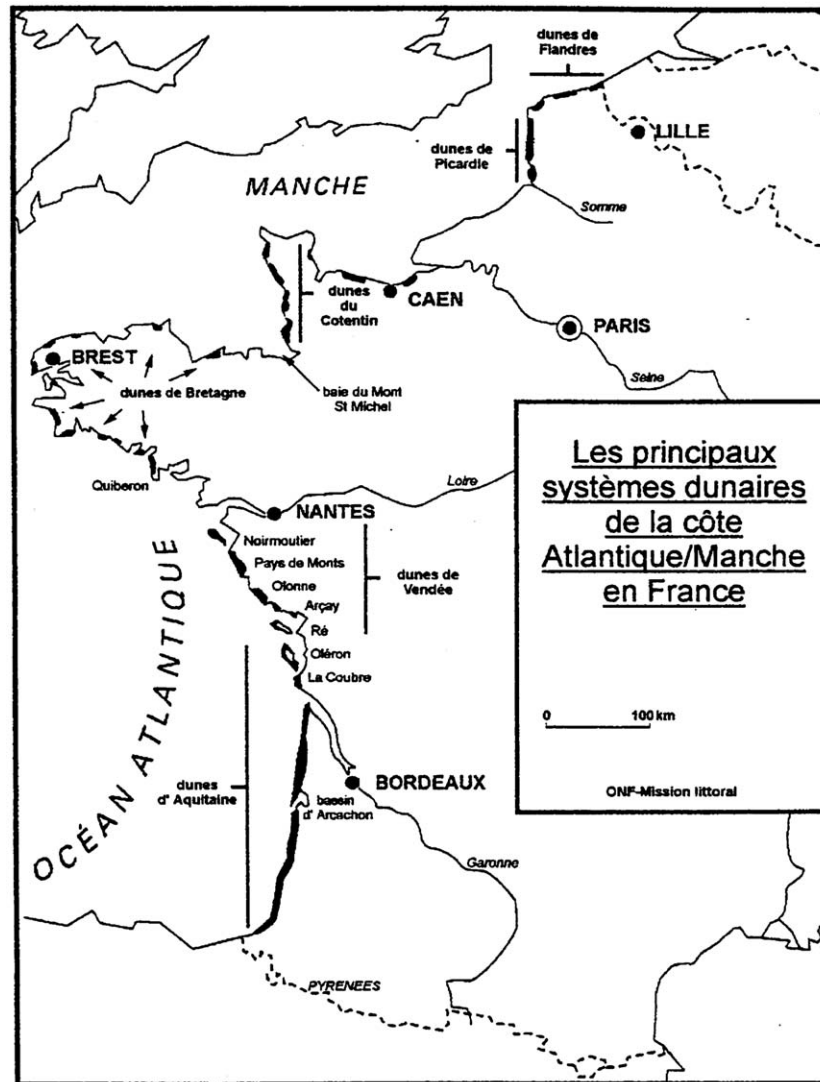 dunes de
Flandres
LILLE
dunes de
Picardie
MANCHE
Somme
dunes
du
Cotentin
CAEN
PARIS
BREST
dunes de Bretagne
baie du Mont
St Michel
Seine
Quiberon
Loire
NANTES
Noirmoutier
Pays de Monts
Olonne
Arçay
Ré
Oléron
La Coubre
dunes de
Vendée
OCÉAN ATLANTIQUE
dunes
d' Aquitaine
BORDEAUX
bassin
d' Arcachon
Garonne
PYRENEES
Les principaux
systèmes dunaires
de la côte
Atlantique/Manche
en France
0 100 km
ONF-Mission littoral